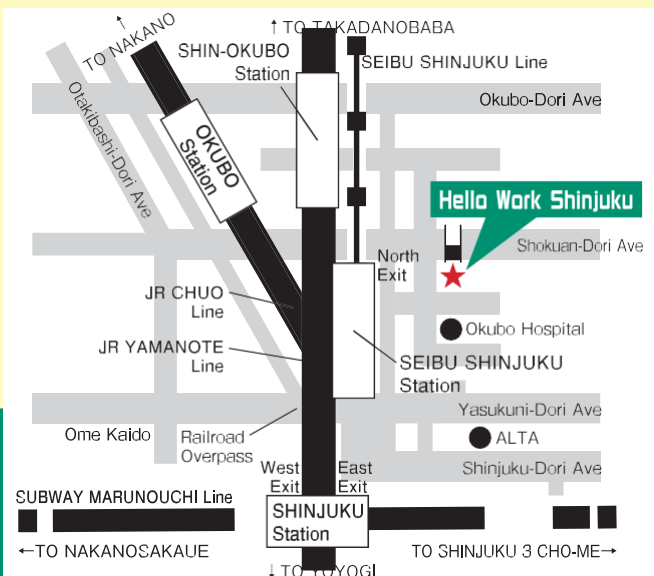 ↑ TO TAKADANOBABA
↑
TO NAKANO
SHIN-OKUBO
Station
SEIBU SHINJUKU Line
Okubo-Dori Ave
Otakibashi-Dori Ave
OKUBO
Station
Hello Work Shinjuku
Shokuan-Dori Ave
North
Exit
JR CHUO
Line
Okubo Hospital
JR YAMANOTE
Line
SEIBU SHINJUKU
Station
Yasukuni-Dori Ave
Ome Kaido
Railroad
Overpass
ALTA
West
Exit
East
Exit
Shinjuku-Dori Ave
SUBWAY MARUNOUCHI Line
SHINJUKU
Station
←TO NAKANOSAKAUE
TO SHINJUKU 3 CHO-ME→
↓ TO YOYOGI